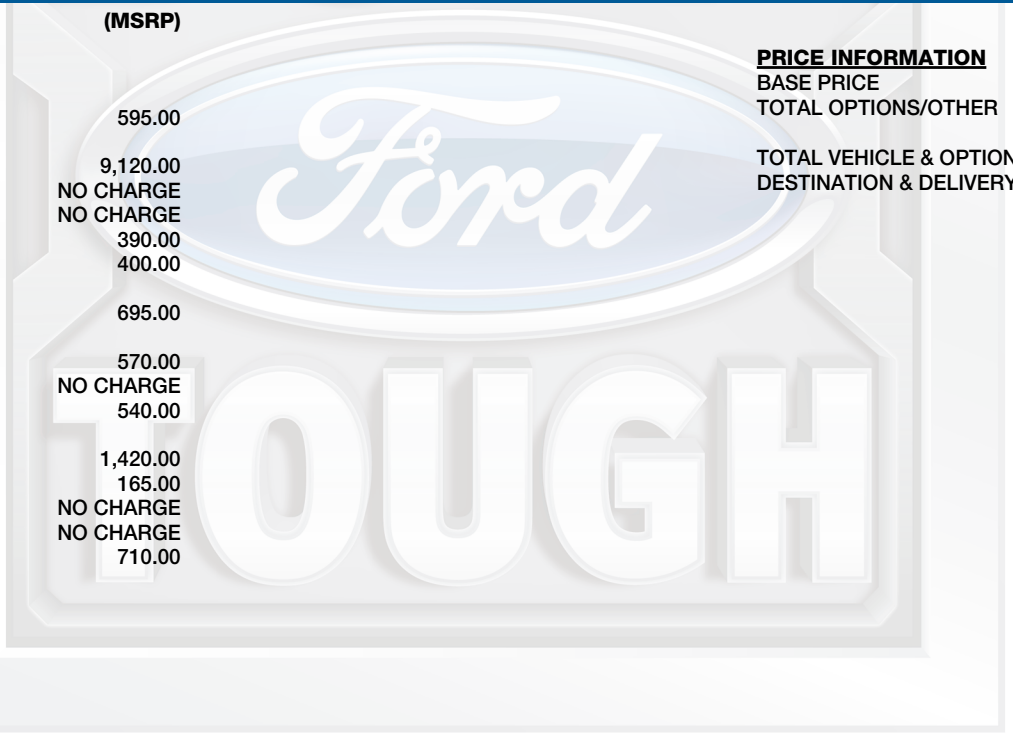 (MSRP)
595.00
9,120.00
NO CHARGE
NO CHARGE
390.00
400.00
695.00
570.00
NO CHARGE
540.00
1,420.00
165.00
NO CHARGE
NO CHARGE
710.00
PRICE INFORMATION
BASE PRICE
TOTAL OPTIONS/OTHER
TOTAL VEHICLE & OPTION
DESTINATION & DELIVERY
Ford
TOUGH